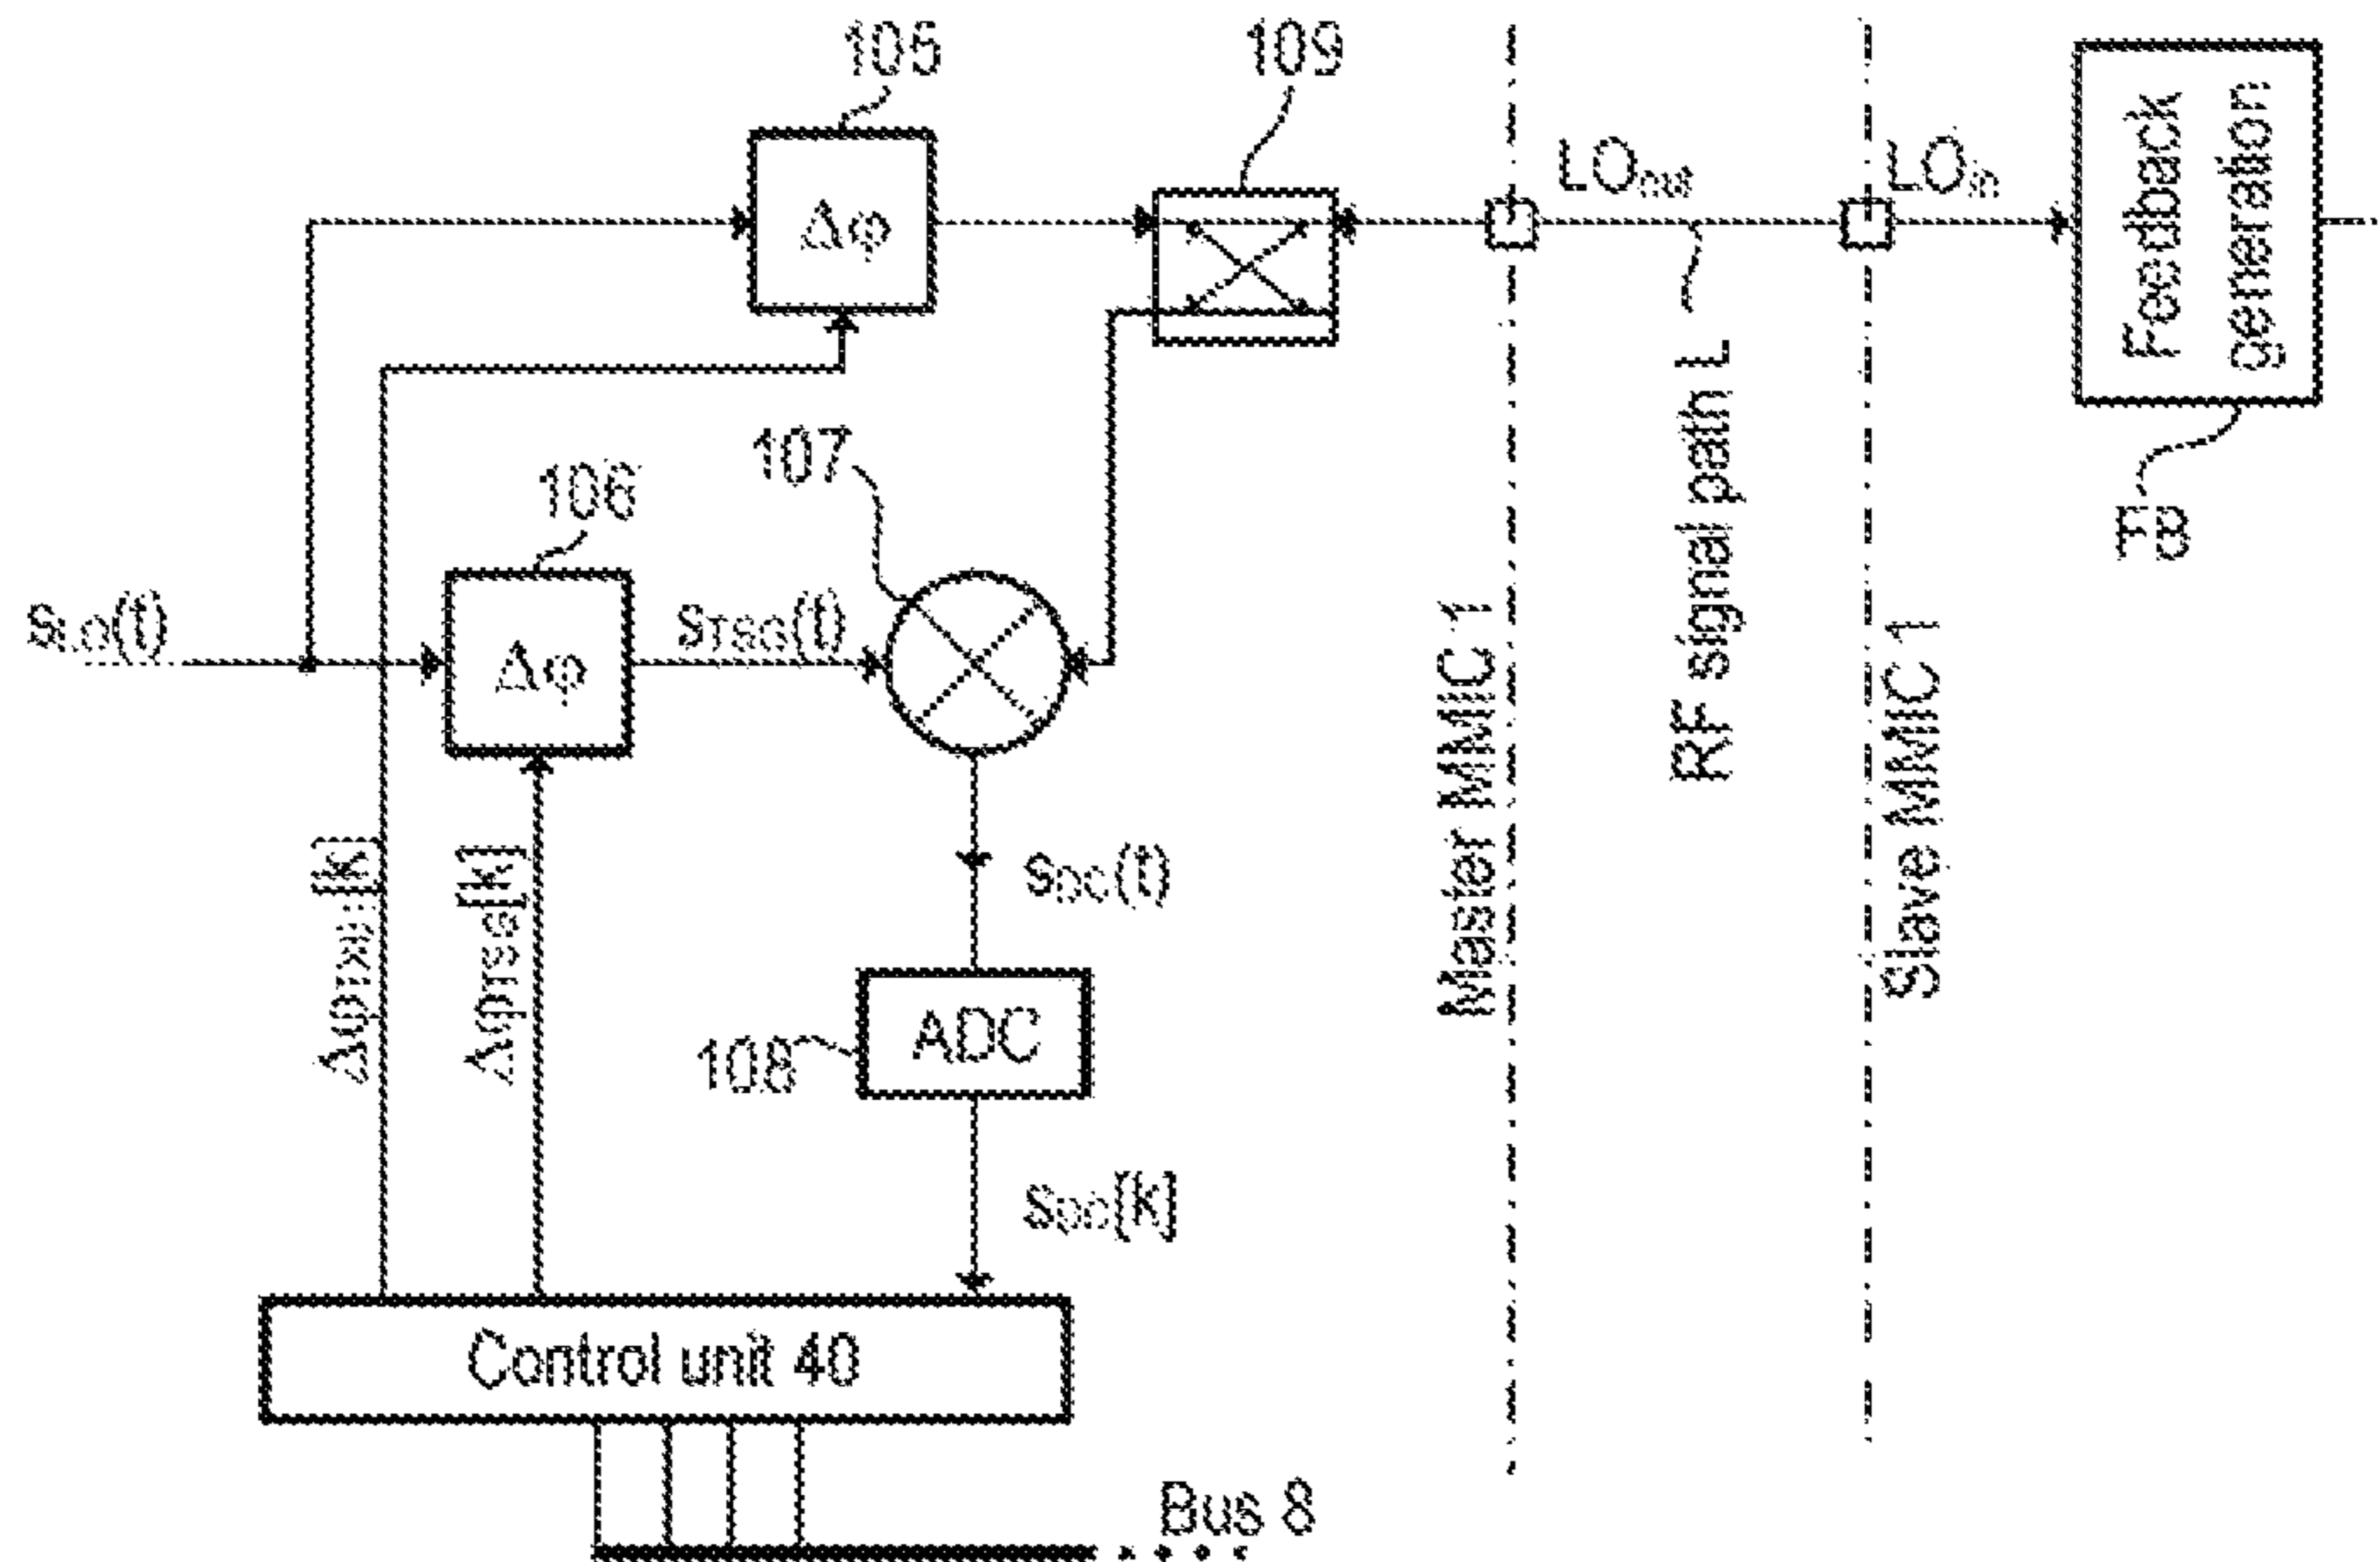 105
109
LOout
LOin
Feedback
generation
Δφ
107
106
RF signal path L
FB
sLO(t)
Δφ
sTSG(t)
Master MMIC 1
Slave MMIC 1
[k]
ΔφTSG[k]
sDC(t)
108
ADC
sDC[k]
Control unit 40
Bus 8